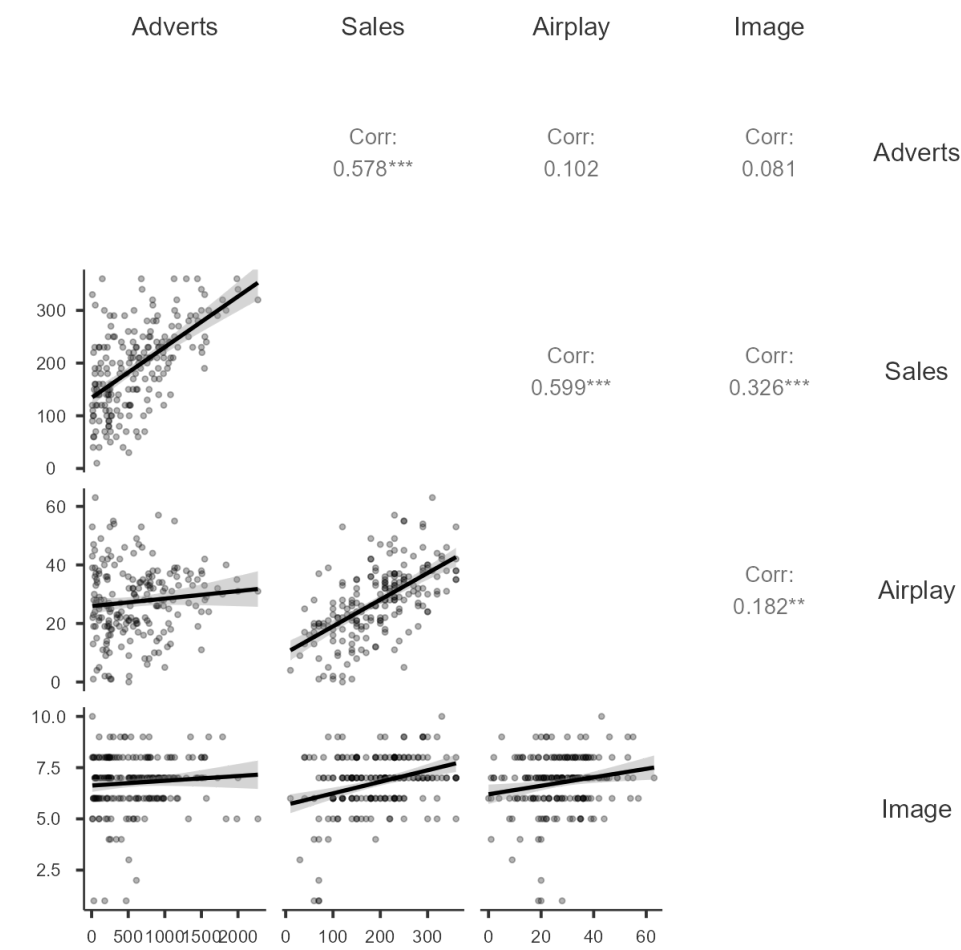 Adverts Sales Airplay Image
Corr: Corr: Corr:
0.578*** 0.102 0.081
Adverts
300
200
100
0
Corr: Corr:
0.599*** 0.326***
Sales
60
40
20
0
Corr:
0.182**
Airplay
10.0
7.5
5.0
2.5
Image
0 500 1000 1500 2000 0 100 200 300 0 20 40 60